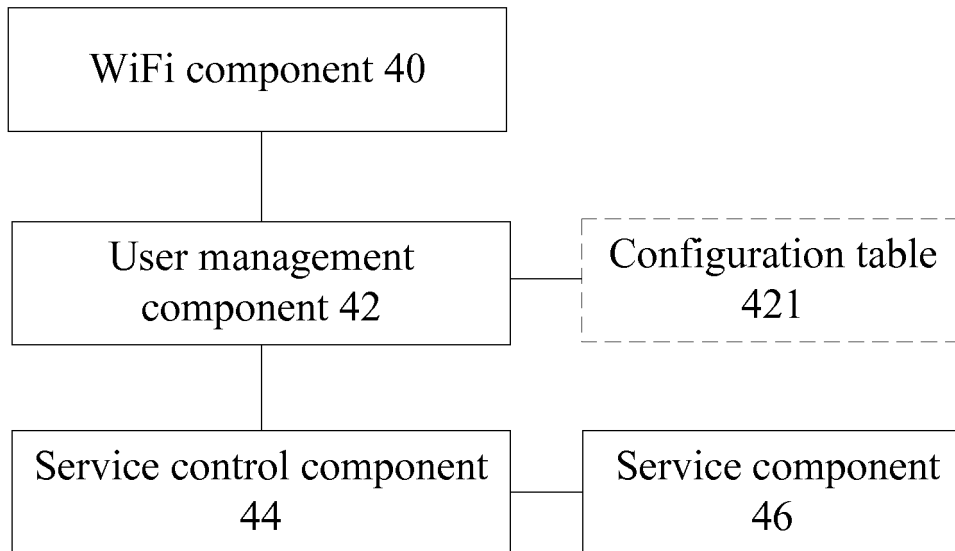 WiFi component 40
User management
component 42
Configuration table
421
Service control component
44
Service component
46